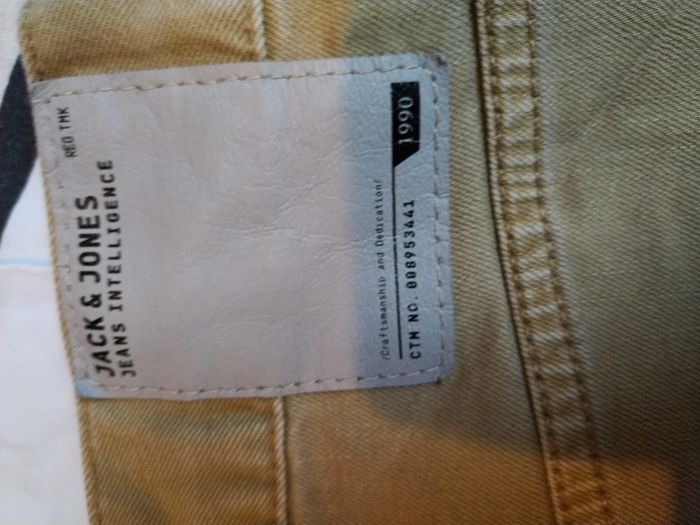 REG TMK
JACK & JONES
JEANS INTELLIGENCE
1990
/Craftsmanship and Dedication/
CTM NO. 008953441